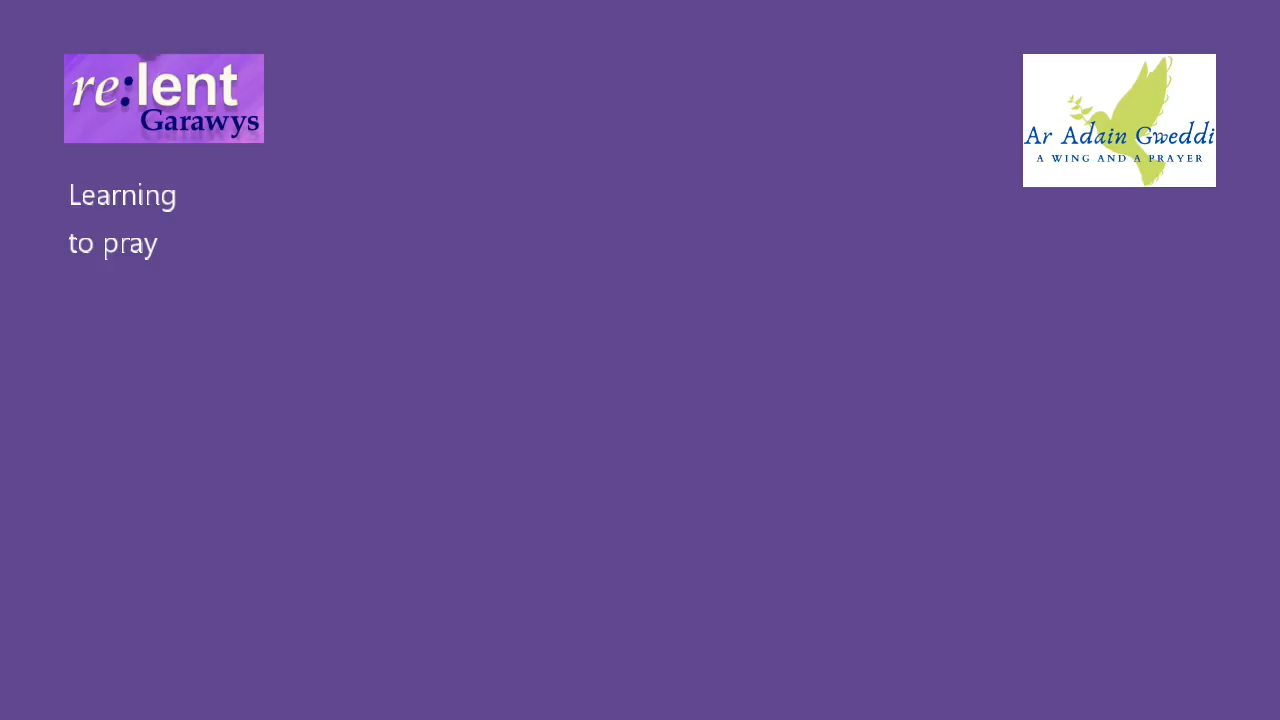 re:lent
Garawys
Learning
to pray
Ar Adain Gweddi
A WING AND A PRAYER